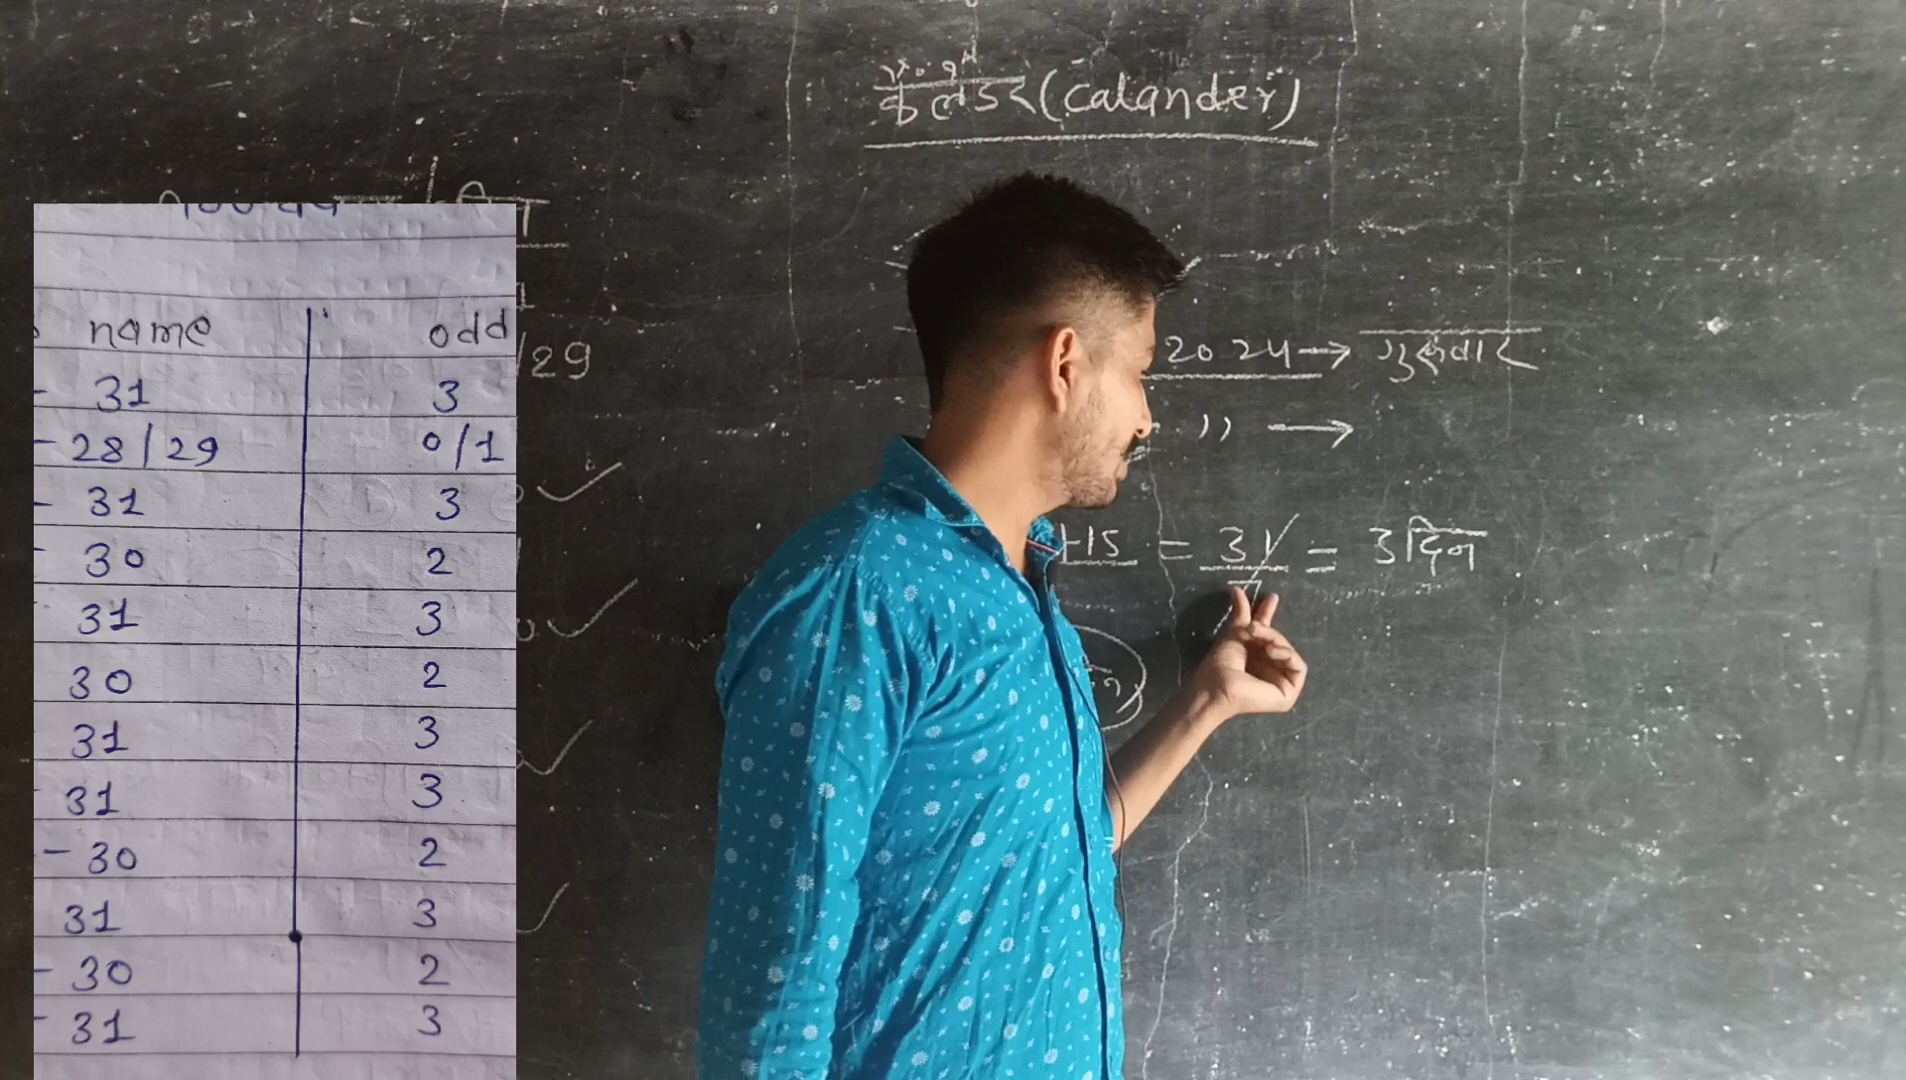 कलेंडर (Calander)
/29
2024 → गुरूवार
,, →
+15 = 31/7 = 3 दिन
name odd
- 31 3
- 28/29 0/1
- 31 3
- 30 2
31 3
30 2
31 3
- 31 3
- 30 2
31 3
- 30 2
- 31 3